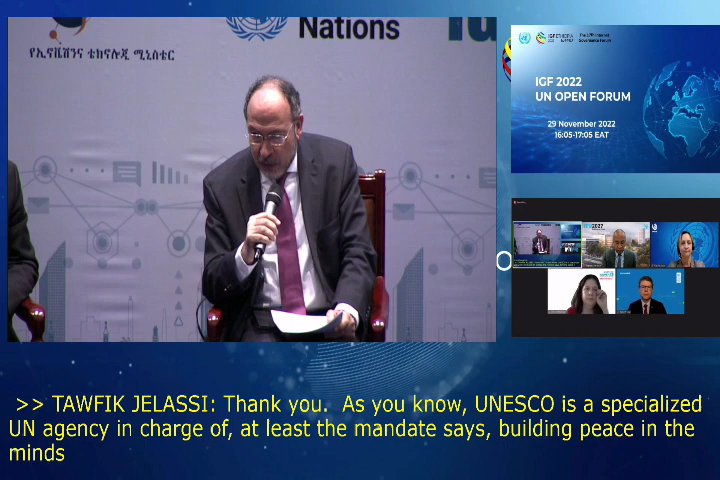 Nations
የኢኖቬሽንና ቴክኖሎጂ ሚኒስቴር
IGF 2022
UN OPEN FORUM
29 November 2022
16:05-17:05 EAT
>> TAWFIK JELASSI: Thank you. As you know, UNESCO is a specialized
UN agency in charge of, at least the mandate says, building peace in the
minds